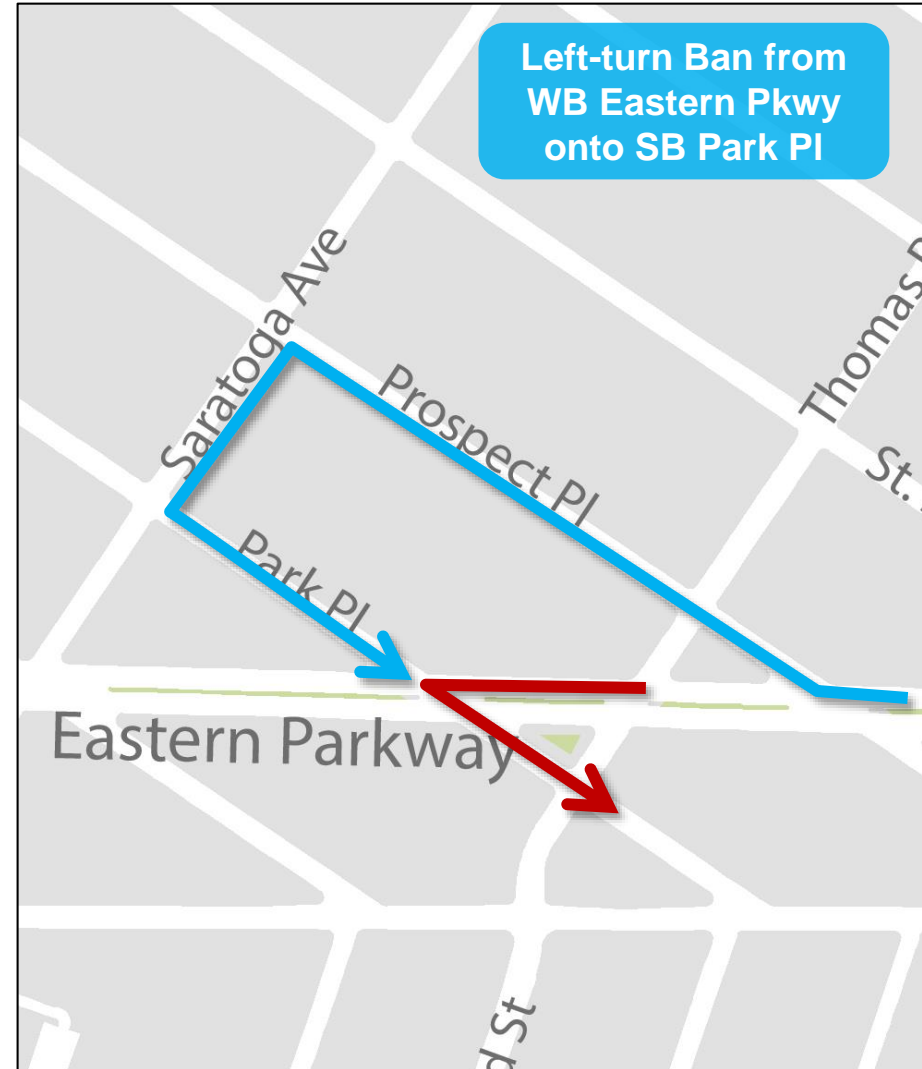 Left-turn Ban from
WB Eastern Pkwy
onto SB Park Pl
Saratoga Ave
Thomas
Prospect Pl
St.
Park Pl
Eastern Parkway
d St